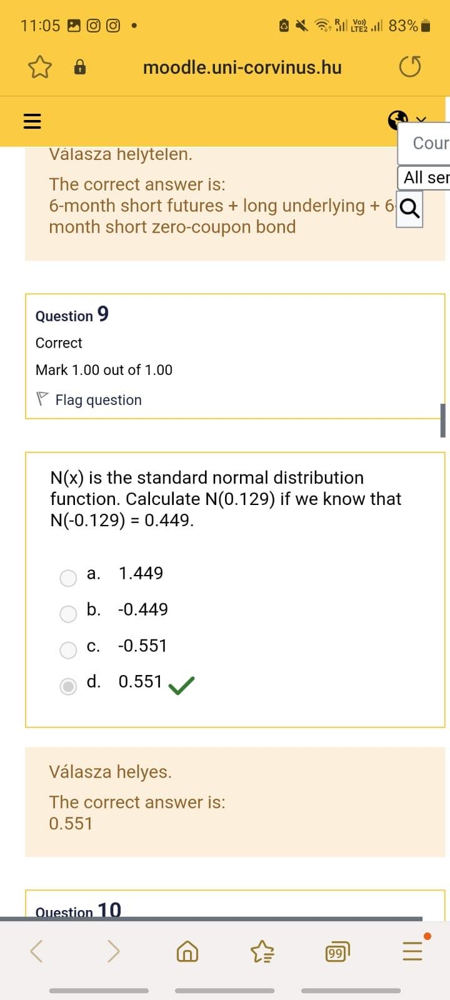 11:05
Vo))
R
LTE2
83%
moodle.uni-corvinus.hu
Cour
All ser
Válasza helytelen.
The correct answer is:
6-month short futures + long underlying + 6-
month short zero-coupon bond
Question 9
Correct
Mark 1.00 out of 1.00
Flag question
N(x) is the standard normal distribution
function. Calculate N(0.129) if we know that
N(-0.129) = 0.449.
a. 1.449
b. -0.449
c. -0.551
d. 0.551
Válasza helyes.
The correct answer is:
0.551
Question 10
99